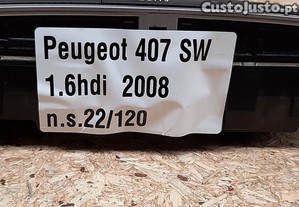 CustoJusto.pt
Peugeot 407 SW
1.6hdi 2008
n.s.22/120